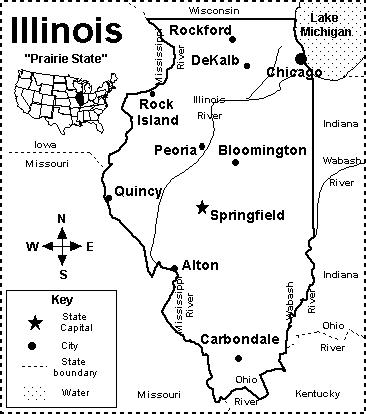 Illinois
"Prairie State"
Wisconsin
Lake
Michigan
Mississippi
River
Rockford
DeKalb
Chicago
Rock
Island
Illinois
River
Indiana
Iowa
Missouri
Peoria
Bloomington
Wabash
River
Quincy
Springfield
N
W E
S
Alton
Indiana
Mississippi
River
Wabash
River
Key
State
Capital
City
State
boundary
Water
Carbondale
Ohio
River
Ohio
River
Missouri
Kentucky